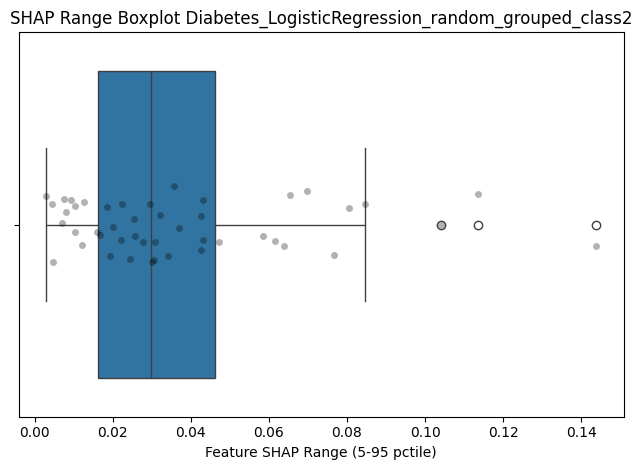 SHAP Range Boxplot Diabetes_LogisticRegression_random_grouped_class2
0.00 0.02 0.04 0.06 0.08 0.10 0.12 0.14
Feature SHAP Range (5-95 pctile)